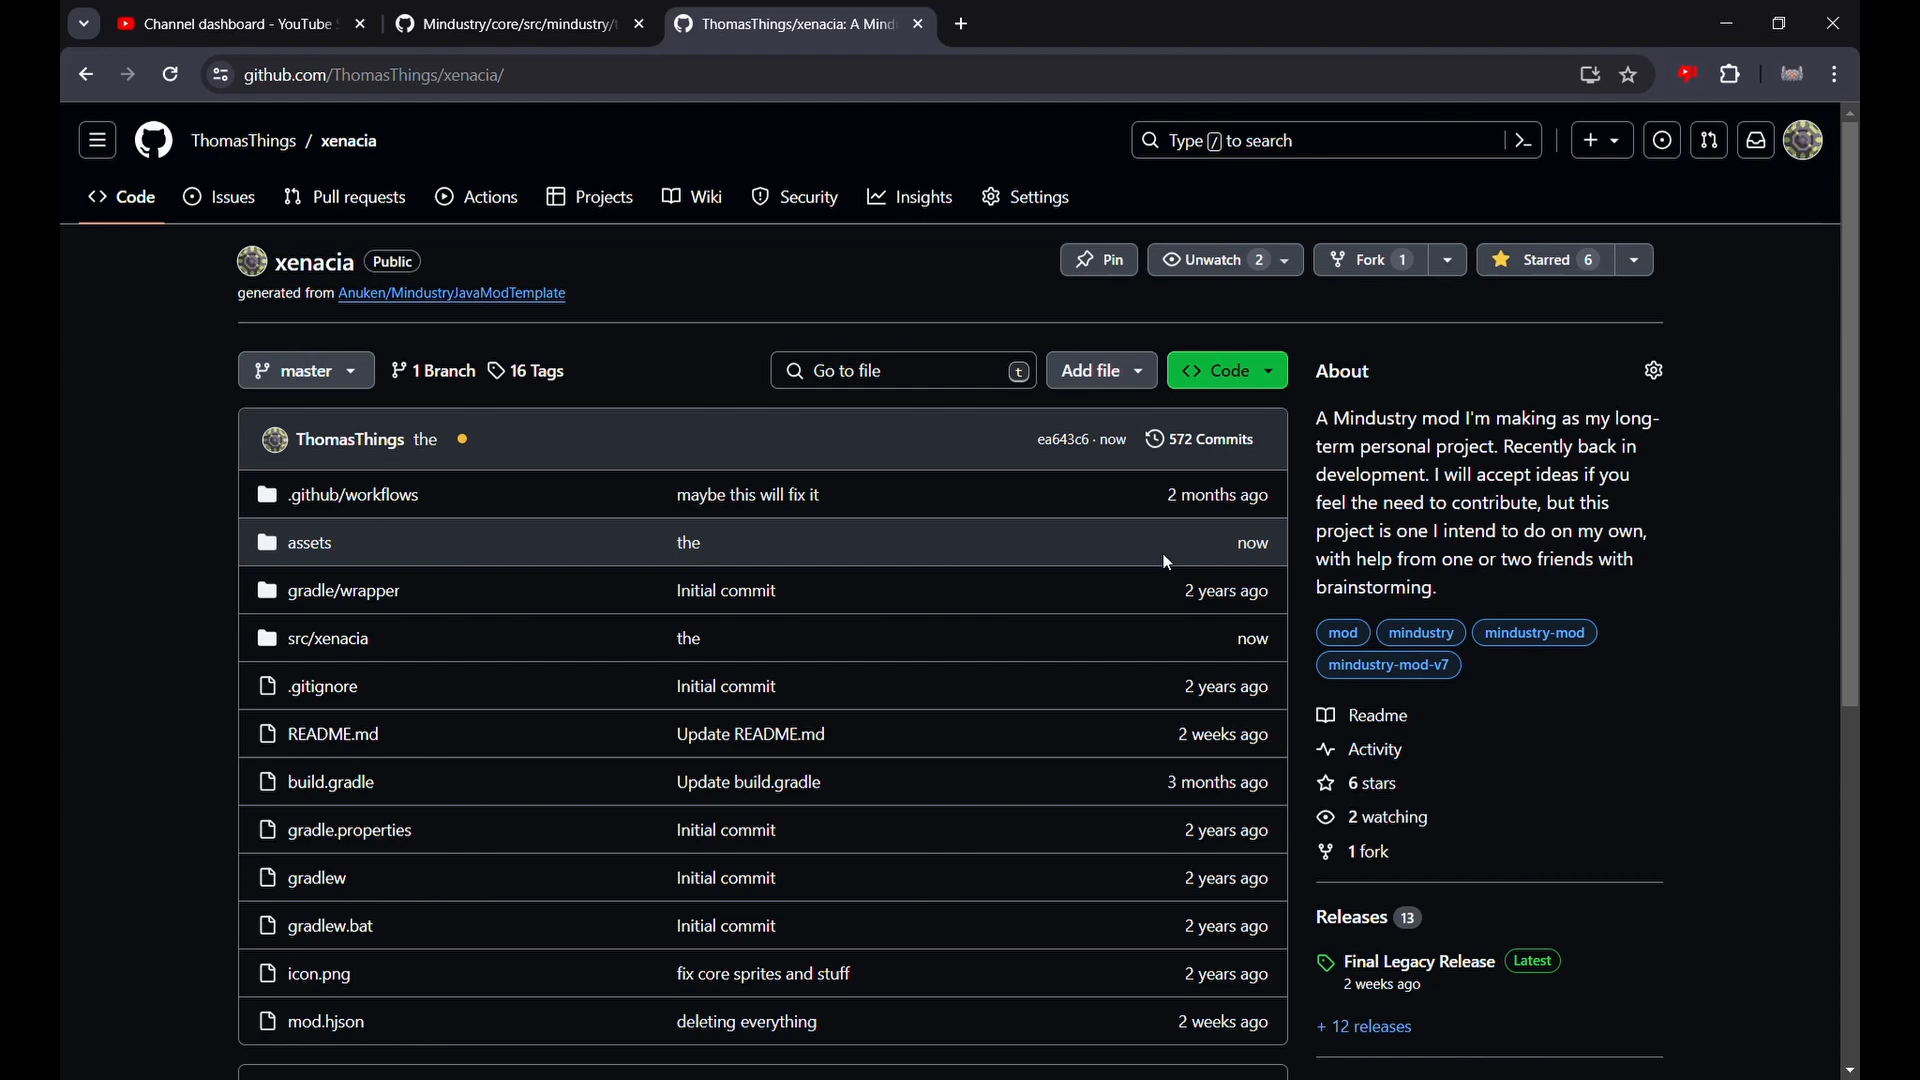 Channel dashboard - YouTube
Mindustry/core/src/mindustry/
ThomasThings/xenacia: A Mind
github.com/ThomasThings/xenacia/
ThomasThings / xenacia
Type / to search
Code
Issues
Pull requests
Actions
Projects
Wiki
Security
Insights
Settings
xenacia Public
Pin
Unwatch 2
Fork 1
Starred 6
generated from Anuken/MindustryJavaModTemplate
master
1 Branch
16 Tags
Go to file t
Add file
Code
ThomasThings the
ea643c6 · now
572 Commits
.github/workflows maybe this will fix it 2 months ago
assets the now
gradle/wrapper Initial commit 2 years ago
src/xenacia the now
.gitignore Initial commit 2 years ago
README.md Update README.md 2 weeks ago
build.gradle Update build.gradle 3 months ago
gradle.properties Initial commit 2 years ago
gradlew Initial commit 2 years ago
gradlew.bat Initial commit 2 years ago
icon.png fix core sprites and stuff 2 years ago
mod.hjson deleting everything 2 weeks ago
About
A Mindustry mod I'm making as my long-
term personal project. Recently back in
development. I will accept ideas if you
feel the need to contribute, but this
project is one I intend to do on my own,
with help from one or two friends with
brainstorming.
mod mindustry mindustry-mod
mindustry-mod-v7
Readme
Activity
6 stars
2 watching
1 fork
Releases 13
Final Legacy Release Latest
2 weeks ago
+ 12 releases